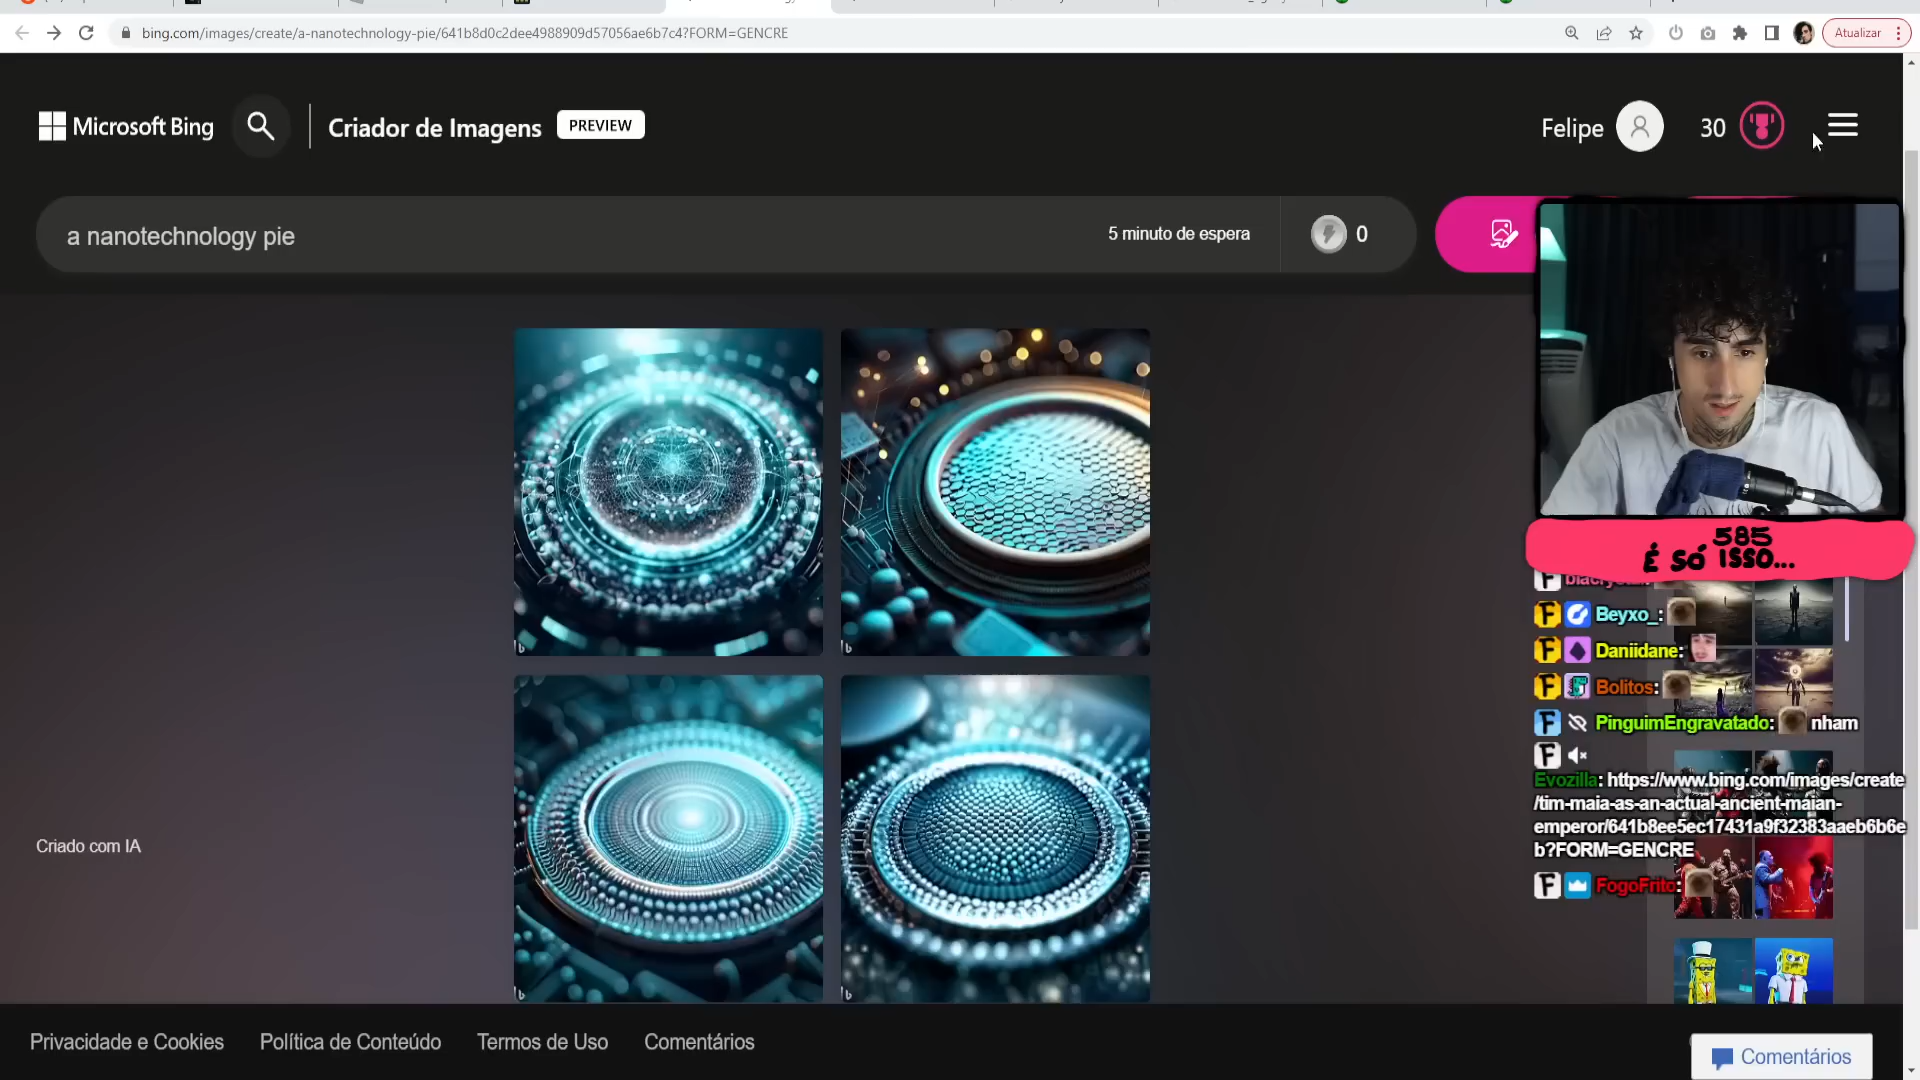 bing.com/images/create/a-nanotechnology-pie/641b8d0c2dee4988909d57056ae6b7c4?FORM=GENCRE
Atualizar
Microsoft Bing
Criador de Imagens
PREVIEW
Felipe
30
a nanotechnology pie
5 minuto de espera
0
585
É SÓ ISSO...
Beyxo_:
Daniidane:
Bolitos:
PinguimEngravatado: nham
Evozilla: https://www.bing.com/images/create
/tim-maia-as-an-actual-ancient-maian-
emperor/641b8ee5ec17431a9f32383aaeb6b6e
b?FORM=GENCRE
FogoFrito:
Criado com IA
Privacidade e Cookies
Política de Conteúdo
Termos de Uso
Comentários
Comentários